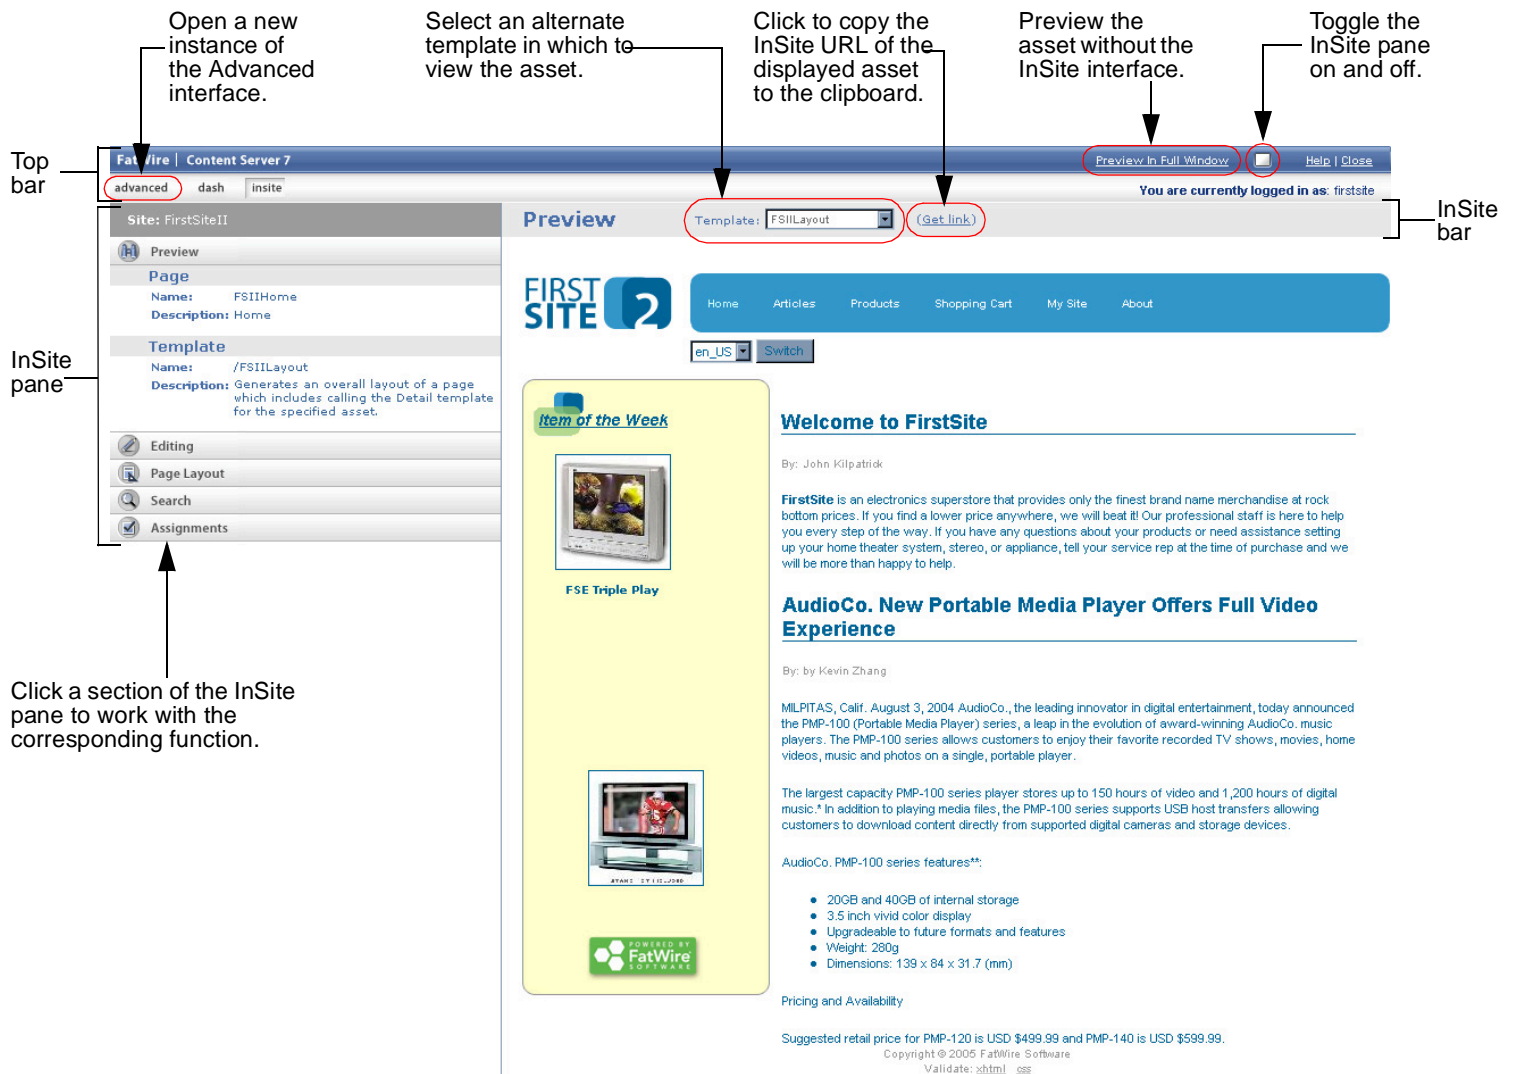 Open a new
instance of
the Advanced
interface.
Select an alternate
template in which to
view the asset.
Click to copy the
InSite URL of the
displayed asset
to the clipboard.
Preview the
asset without the
InSite interface.
Toggle the
InSite pane
on and off.
Top
bar
FatWire | Content Server 7
Preview In Full Window
Help | Close
advanced
dash
insite
You are currently logged in as: firstsite
InSite
bar
Site: FirstSiteII
Preview
Template:
FSIILayout
(Get link)
InSite
pane
Preview
Page
Name: FSIIHome
Description: Home
Template
Name: /FSIILayout
Description: Generates an overall layout of a page
which includes calling the Detail template
for the specified asset.
Editing
Page Layout
Search
Assignments
Click a section of the InSite
pane to work with the
corresponding function.
FIRST
SITE 2
Home
Articles
Products
Shopping Cart
My Site
About
en_US
Switch
Item of the Week
FSE Triple Play
POWERED BY
FatWire
SOFTWARE
Welcome to FirstSite
By: John Kilpatrick
FirstSite is an electronics superstore that provides only the finest brand name merchandise at rock
bottom prices. If you find a lower price anywhere, we will beat it! Our professional staff is here to help
you every step of the way. If you have any questions about your products or need assistance setting
up your home theater system, stereo, or appliance, tell your service rep at the time of purchase and we
will be more than happy to help.
AudioCo. New Portable Media Player Offers Full Video
Experience
By: by Kevin Zhang
MILPITAS, Calif. August 3, 2004 AudioCo., the leading innovator in digital entertainment, today announced
the PMP-100 (Portable Media Player) series, a leap in the evolution of award-winning AudioCo. music
players. The PMP-100 series allows customers to enjoy their favorite recorded TV shows, movies, home
videos, music and photos on a single, portable player.
The largest capacity PMP-100 series player stores up to 150 hours of video and 1,200 hours of digital
music.* In addition to playing media files, the PMP-100 series supports USB host transfers allowing
customers to download content directly from supported digital cameras and storage devices.
AudioCo. PMP-100 series features**:
• 20GB and 40GB of internal storage
• 3.5 inch vivid color display
• Upgradeable to future formats and features
• Weight: 280g
• Dimensions: 139 x 84 x 31.7 (mm)
Pricing and Availability
Suggested retail price for PMP-120 is USD $499.99 and PMP-140 is USD $599.99.
Copyright © 2005 FatWire Software
Validate: xhtml css